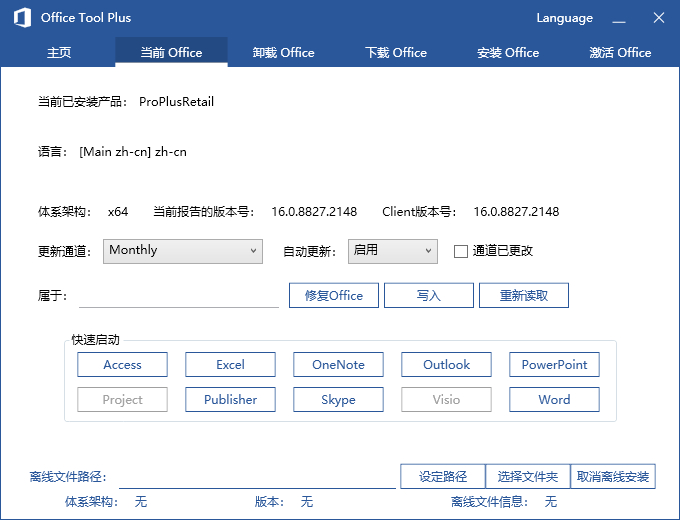 Office Tool Plus Language
主页 当前 Office 卸载 Office 下载 Office 安装 Office 激活 Office
当前已安装产品： ProPlusRetail
语言： [Main zh-cn] zh-cn
体系架构： x64 当前报告的版本号： 16.0.8827.2148 Client版本号： 16.0.8827.2148
更新通道： Monthly 自动更新： 启用 通道已更改
属于： 修复Office 写入 重新读取
快速启动
Access Excel OneNote Outlook PowerPoint
Project Publisher Skype Visio Word
离线文件路径： 设定路径 选择文件夹 取消离线安装
体系架构： 无 版本： 无 离线文件信息： 无